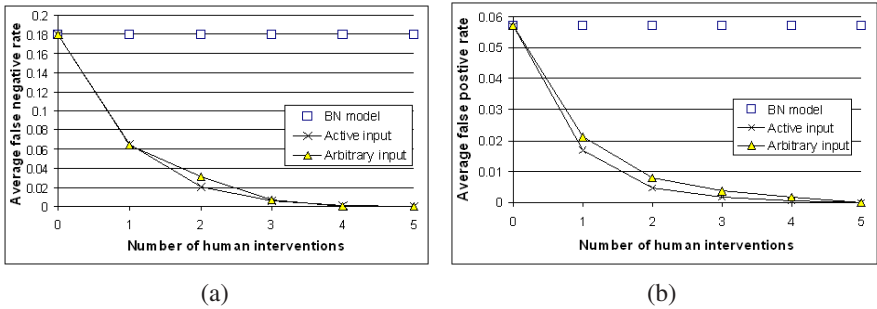 0.2
0.18
0.16
0.14
0.12
0.1
0.08
0.06
0.04
0.02
0
Average false negative rate
BN model
Active input
Arbitrary input
0 1 2 3 4 5
Number of human interventions
(a)
0.06
0.05
0.04
0.03
0.02
0.01
0
Average false postive rate
BN model
Active input
Arbitrary input
0 1 2 3 4 5
Number of human interventions
(b)